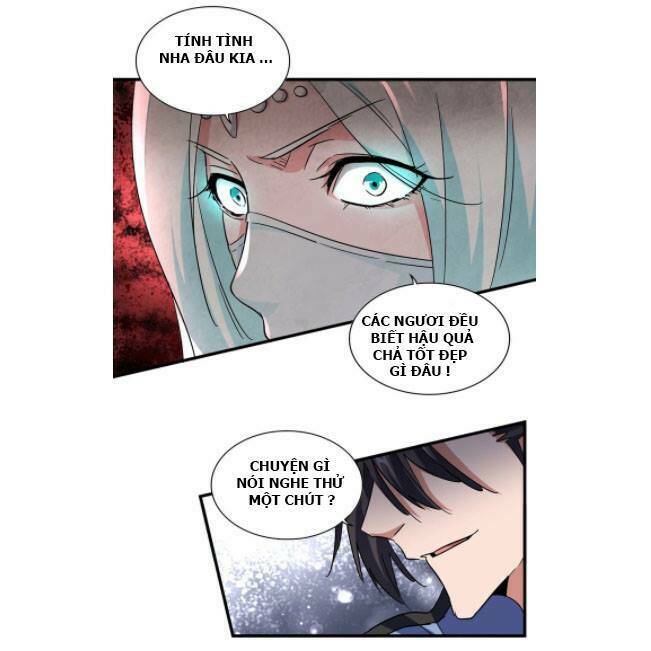 TÍNH TÌNH
NHA ĐÂU KIA ...
CÁC NGƯƠI ĐỀU
BIẾT HẬU QUẢ
CHẢ TỐT ĐẸP
GÌ ĐÂU !
CHUYỆN GÌ
NÓI NGHE THỬ
MỘT CHÚT ?